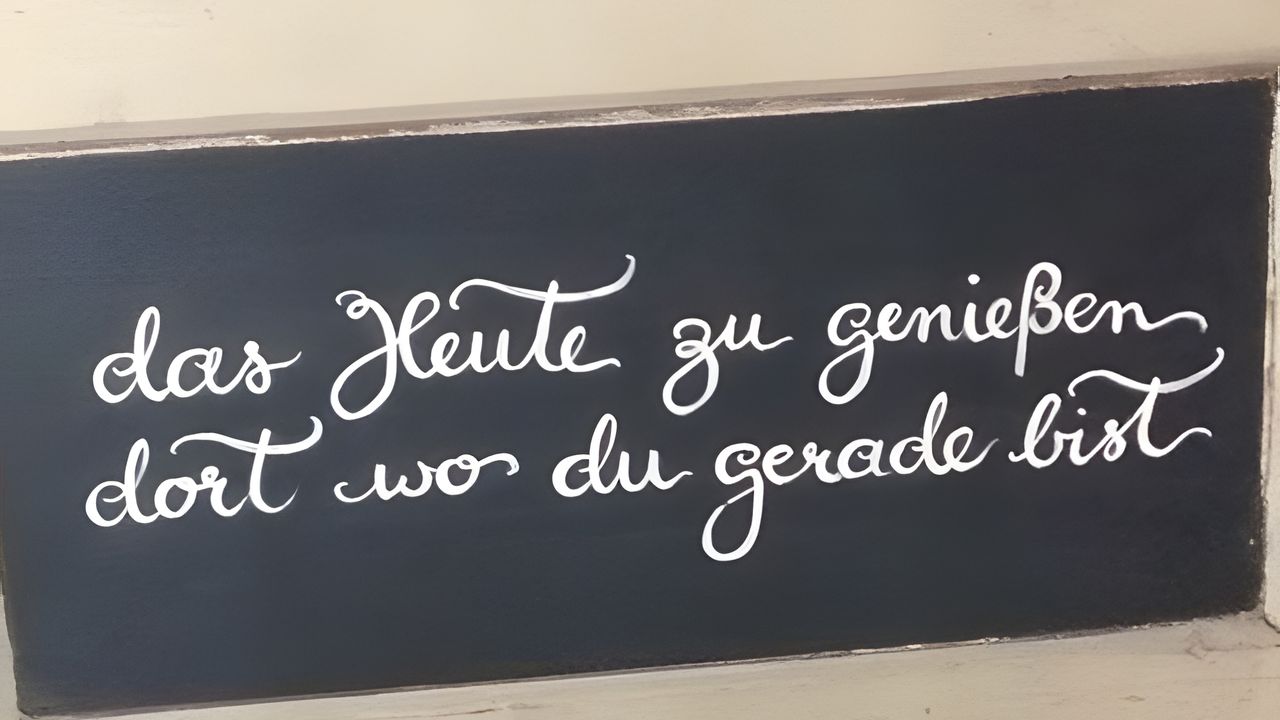 das Heute zu genießen
dort wo du gerade bist